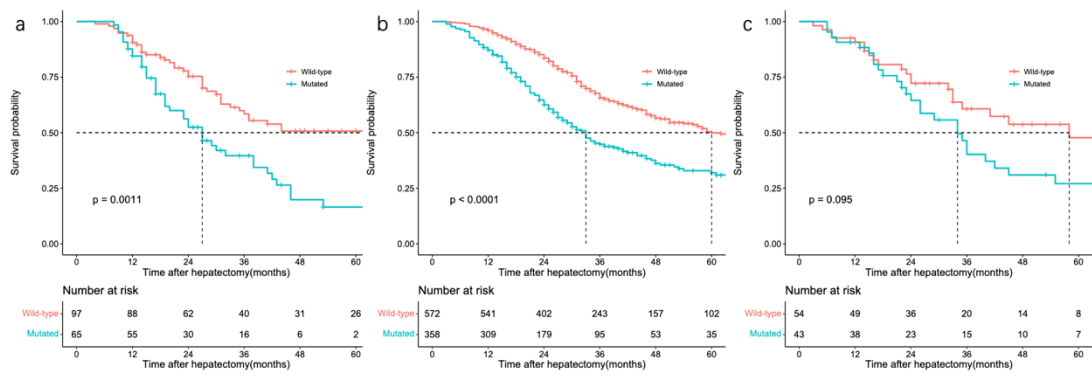 a
1.00
0.75
0.50
0.25
0.00
Survival probability
Wild-type
Mutated
p = 0.0011
0 12 24 36 48 60
Time after hepatectomy(months)
Number at risk
Wild-type 97 88 62 40 31 26
Mutated 65 55 30 16 6 2
0 12 24 36 48 60
Time after hepatectomy(months)
b
1.00
0.75
0.50
0.25
0.00
Survival probability
Wild-type
Mutated
p < 0.0001
0 12 24 36 48 60
Time after hepatectomy(months)
Number at risk
Wild-type 572 541 402 243 157 102
Mutated 358 309 179 95 53 35
0 12 24 36 48 60
Time after hepatectomy(months)
c
1.00
0.75
0.50
0.25
0.00
Survival probability
Wild-type
Mutated
p = 0.095
0 12 24 36 48 60
Time after hepatectomy(months)
Number at risk
Wild-type 54 49 36 20 14 8
Mutated 43 38 23 15 10 7
0 12 24 36 48 60
Time after hepatectomy(months)